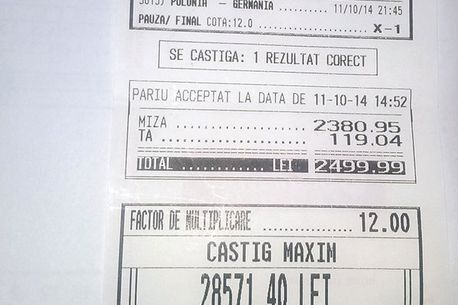 POLONIA - GERMANIA .......... 11/10/14 21:45
PAUZA/ FINAL COTA:12.0 .............. X-1
SE CASTIGA: 1 REZULTAT CORECT
PARIU ACCEPTAT LA DATA DE 11-10-14 14:52
MIZA .................. 2380.95
TA .................... 119.04
TOTAL ............ LEI 2499.99
FACTOR DE MULTIPLICARE ........... 12.00
CASTIG MAXIM
28571.40 LEI